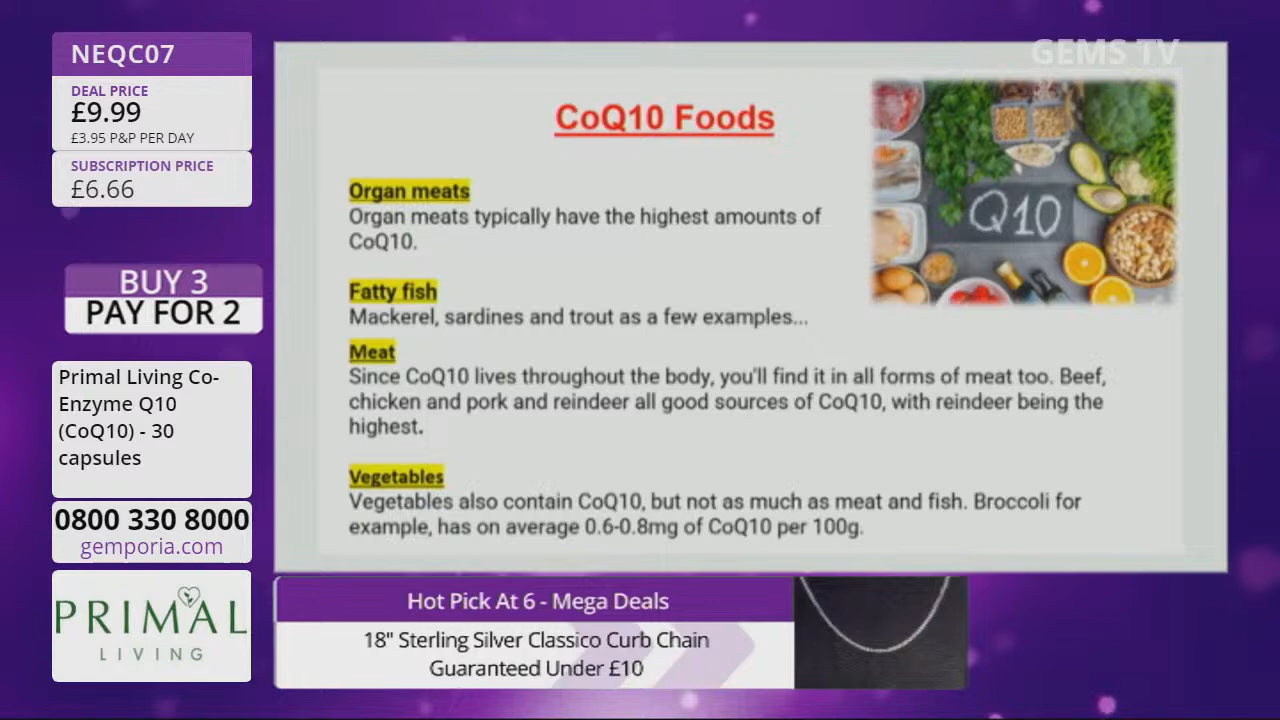 NEQC07
DEAL PRICE
£9.99
£3.95 P&P PER DAY
SUBSCRIPTION PRICE
£6.66
BUY 3
PAY FOR 2
Primal Living Co-
Enzyme Q10
(CoQ10) - 30
capsules
0800 330 8000
gemporia.com
PRIMAL
LIVING
GEMS TV
CoQ10 Foods
Q10
Organ meats
Organ meats typically have the highest amounts of
CoQ10.
Fatty fish
Mackerel, sardines and trout as a few examples...
Meat
Since CoQ10 lives throughout the body, you'll find it in all forms of meat too. Beef,
chicken and pork and reindeer all good sources of CoQ10, with reindeer being the
highest.
Vegetables
Vegetables also contain CoQ10, but not as much as meat and fish. Broccoli for
example, has on average 0.6-0.8mg of CoQ10 per 100g.
Hot Pick At 6 - Mega Deals
18" Sterling Silver Classico Curb Chain
Guaranteed Under £10